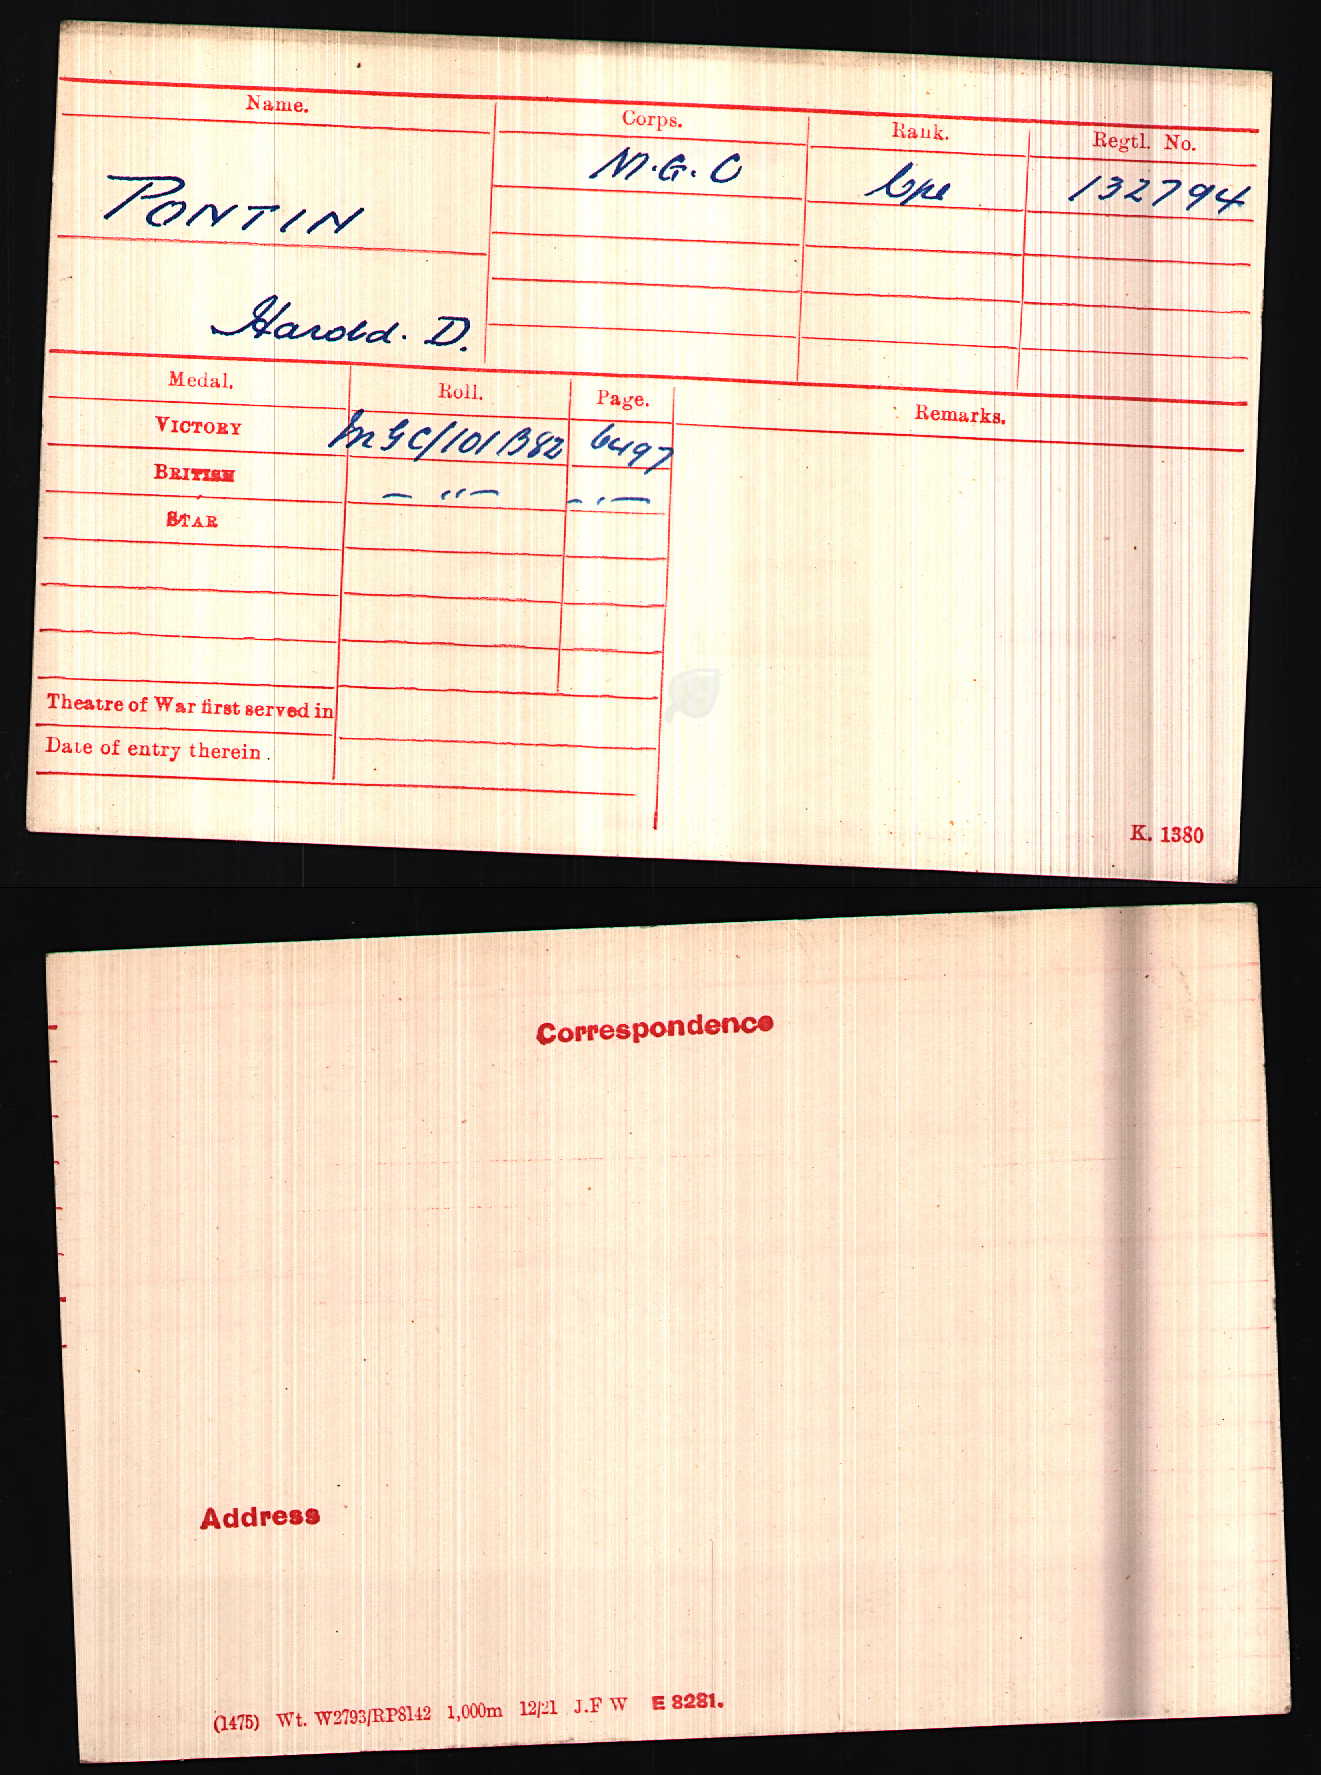 Name. Corps. Rank. Regtl. No.
M.G.C Cpl 132794
PONTIN
Harold. D.
Medal. Roll. Page. Remarks.
VICTORY MGC/101B82 6497
BRITISH — " — — " —
STAR
Theatre of War first served in
Date of entry therein.
K. 1380
Correspondence
Address
(1475) Wt. W2793/RP8142 1,000m 12/21 J.F W E 8281.